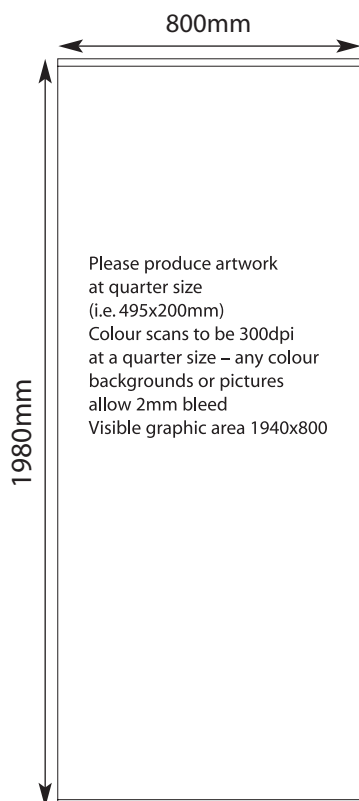 800mm
1980mm
Please produce artwork
at quarter size
(i.e. 495x200mm)
Colour scans to be 300dpi
at a quarter size – any colour
backgrounds or pictures
allow 2mm bleed
Visible graphic area 1940x800